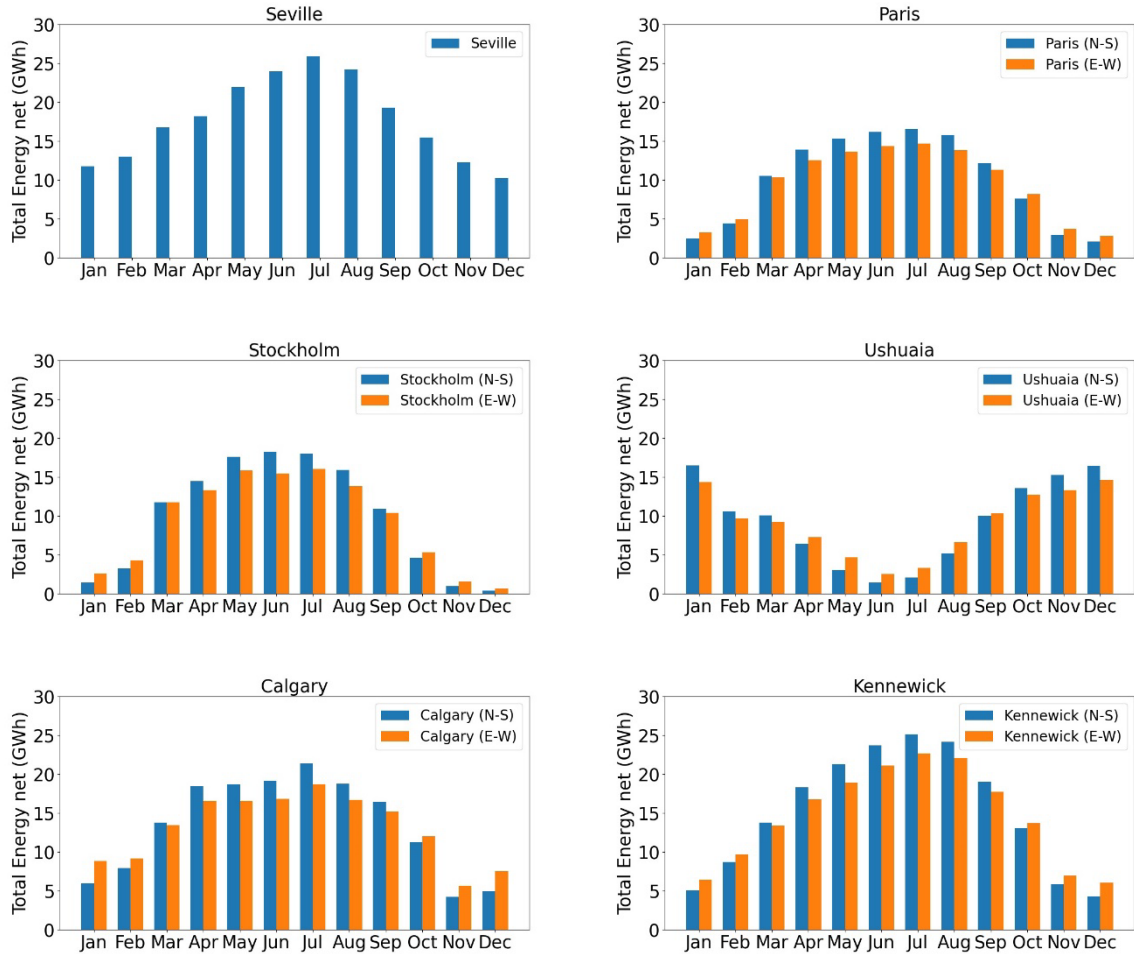 Seville
Total Energy net (GWh)
30
25
20
15
10
5
0
Seville
Jan Feb Mar Apr May Jun Jul Aug Sep Oct Nov Dec
Paris
Total Energy net (GWh)
30
25
20
15
10
5
0
Paris (N-S)
Paris (E-W)
Jan Feb Mar Apr May Jun Jul Aug Sep Oct Nov Dec
Stockholm
Total Energy net (GWh)
30
25
20
15
10
5
0
Stockholm (N-S)
Stockholm (E-W)
Jan Feb Mar Apr May Jun Jul Aug Sep Oct Nov Dec
Ushuaia
Total Energy net (GWh)
30
25
20
15
10
5
0
Ushuaia (N-S)
Ushuaia (E-W)
Jan Feb Mar Apr May Jun Jul Aug Sep Oct Nov Dec
Calgary
Total Energy net (GWh)
30
25
20
15
10
5
0
Calgary (N-S)
Calgary (E-W)
Jan Feb Mar Apr May Jun Jul Aug Sep Oct Nov Dec
Kennewick
Total Energy net (GWh)
30
25
20
15
10
5
0
Kennewick (N-S)
Kennewick (E-W)
Jan Feb Mar Apr May Jun Jul Aug Sep Oct Nov Dec